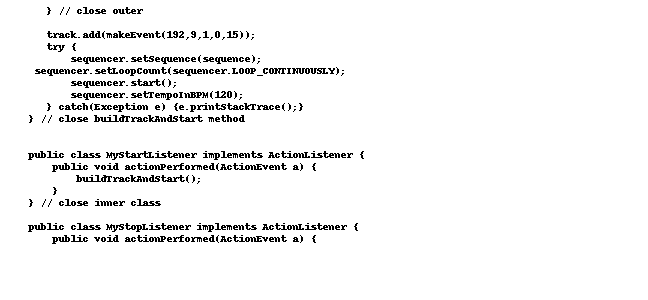 } // close outer
track.add(makeEvent(192,9,1,0,15));
try {
sequencer.setSequence(sequence);
sequencer.setLoopCount(sequencer.LOOP_CONTINUOUSLY);
sequencer.start();
sequencer.setTempoInBPM(120);
} catch(Exception e) {e.printStackTrace();}
} // close buildTrackAndStart method
public class MyStartListener implements ActionListener {
public void actionPerformed(ActionEvent a) {
buildTrackAndStart();
}
} // close inner class
public class MyStopListener implements ActionListener {
public void actionPerformed(ActionEvent a) {